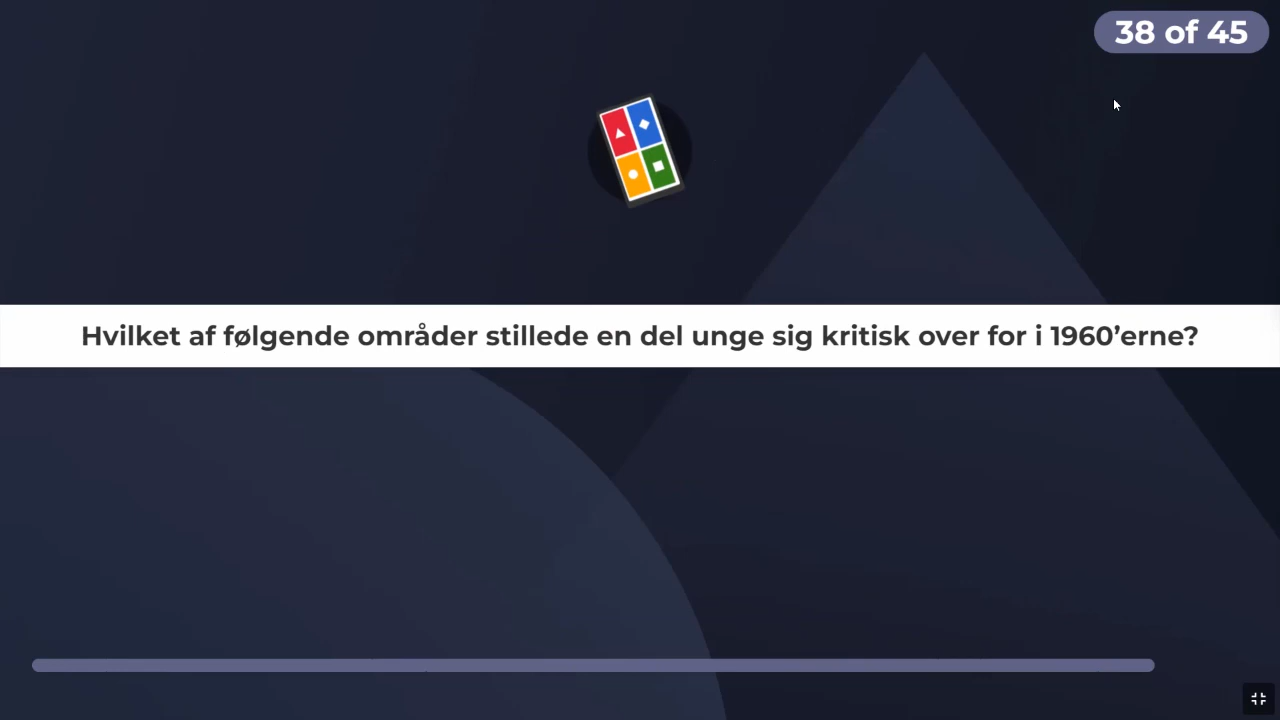 38 of 45
Hvilket af følgende områder stillede en del unge sig kritisk over for i 1960’erne?